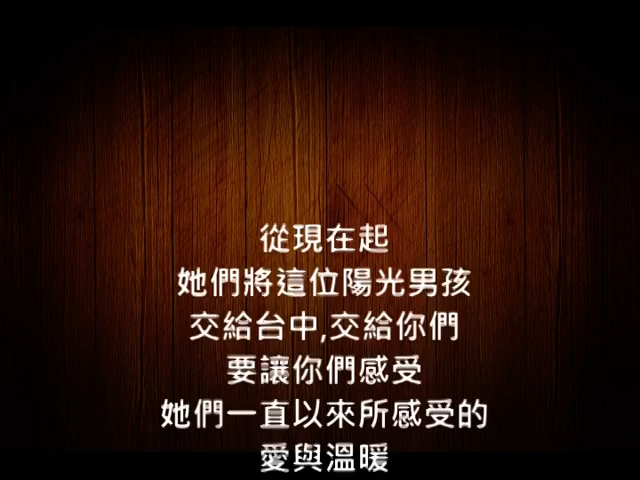 從現在起
她們將這位陽光男孩
交給台中,交給你們
要讓你們感受
她們一直以來所感受的
愛與溫暖